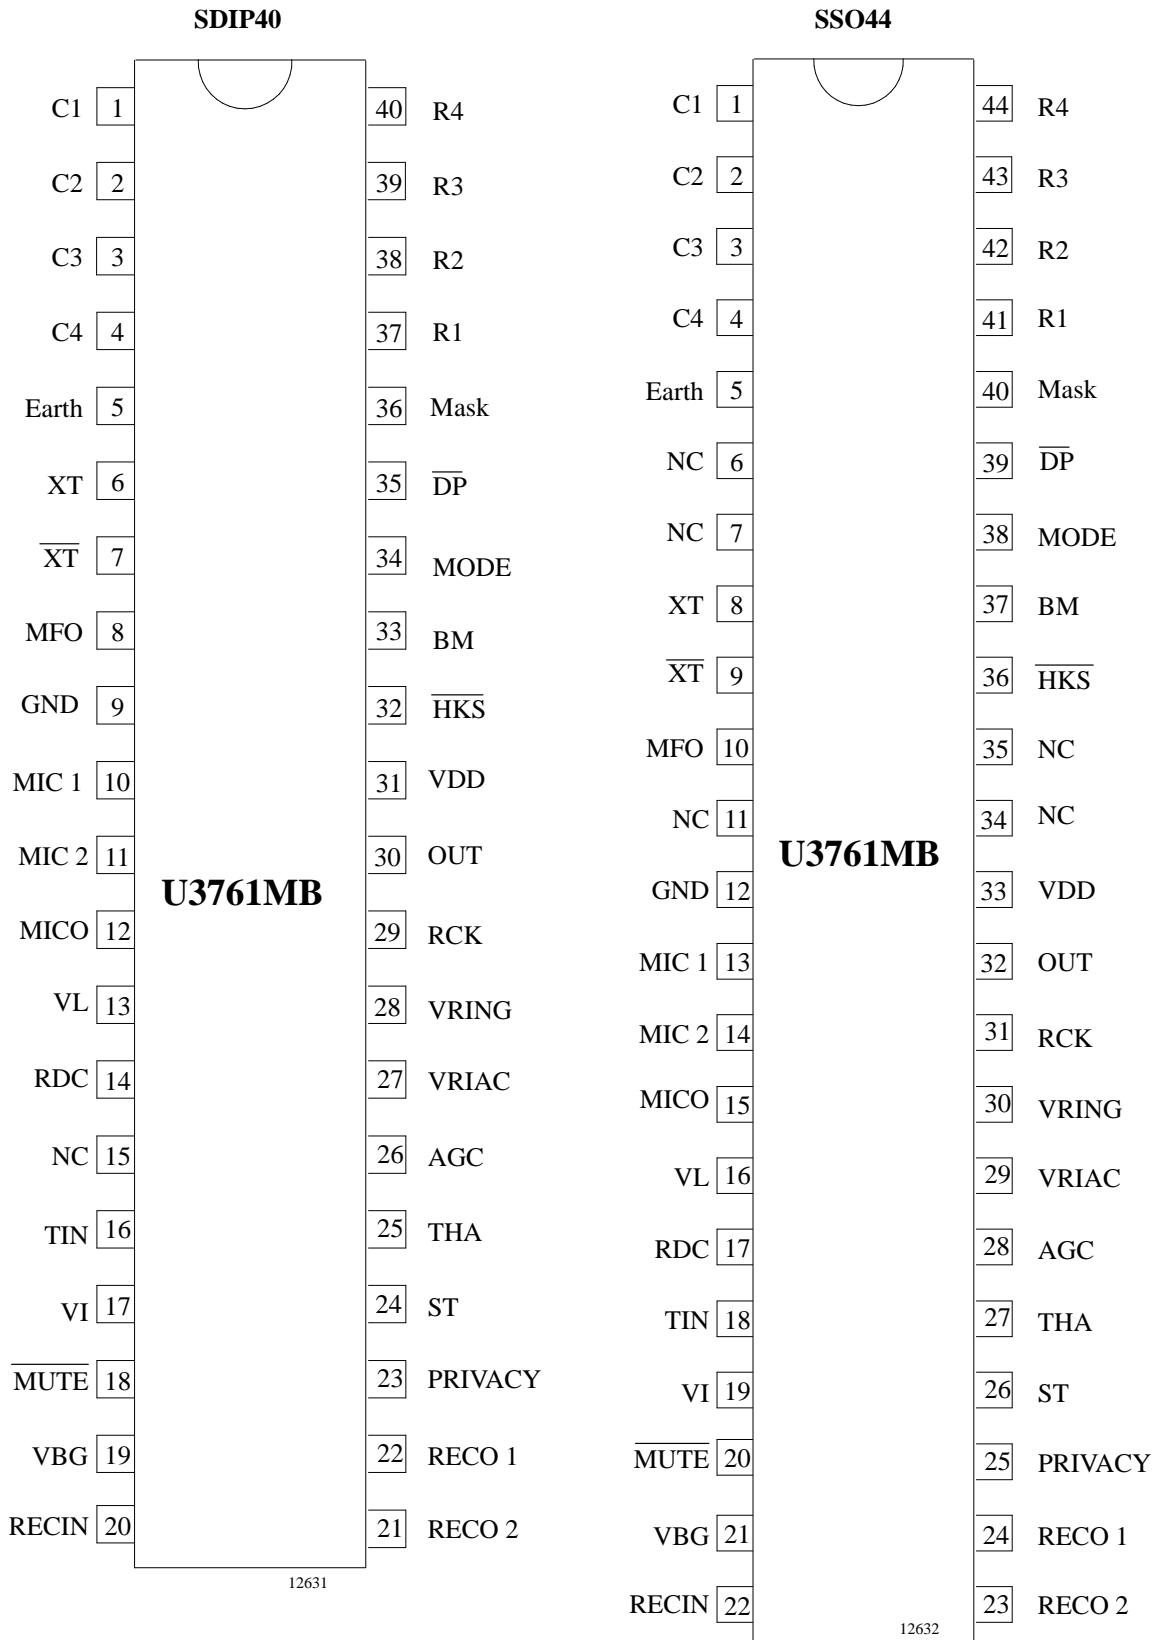 SDIP40
C1 1 40 R4
C2 2 39 R3
C3 3 38 R2
C4 4 37 R1
Earth 5 36 Mask
XT 6 35 D̅P̅
X̅T̅ 7 34 MODE
MFO 8 33 BM
GND 9 32 H̅K̅S̅
MIC 1 10 31 VDD
MIC 2 11 30 OUT
U3761MB
MICO 12 29 RCK
VL 13 28 VRING
RDC 14 27 VRIAC
NC 15 26 AGC
TIN 16 25 THA
VI 17 24 ST
M̅U̅T̅E̅ 18 23 PRIVACY
VBG 19 22 RECO 1
RECIN 20 21 RECO 2
12631
SSO44
C1 1 44 R4
C2 2 43 R3
C3 3 42 R2
C4 4 41 R1
Earth 5 40 Mask
NC 6 39 D̅P̅
NC 7 38 MODE
XT 8 37 BM
X̅T̅ 9 36 H̅K̅S̅
MFO 10 35 NC
NC 11 34 NC
U3761MB
GND 12 33 VDD
MIC 1 13 32 OUT
MIC 2 14 31 RCK
MICO 15 30 VRING
VL 16 29 VRIAC
RDC 17 28 AGC
TIN 18 27 THA
VI 19 26 ST
M̅U̅T̅E̅ 20 25 PRIVACY
VBG 21 24 RECO 1
RECIN 22 23 RECO 2
12632